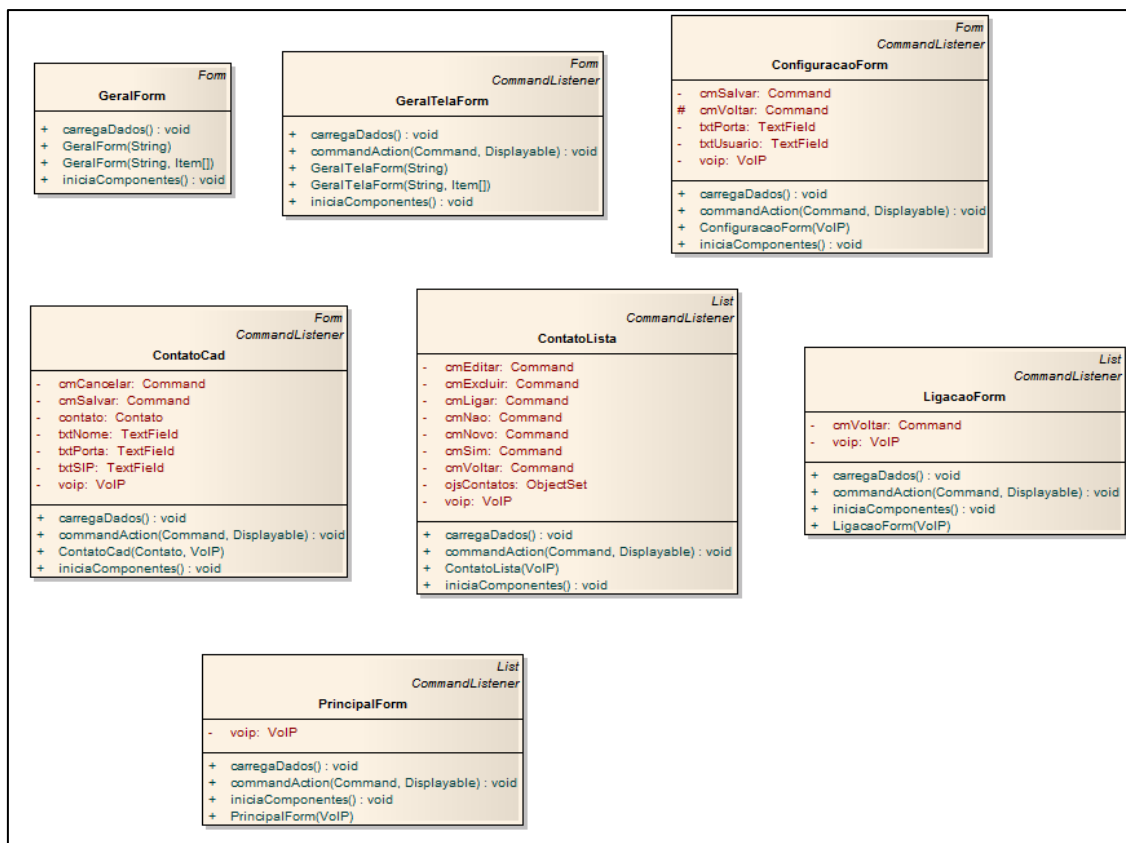 Form
GeralForm
+ carregaDados() : void
+ GeralForm(String)
+ GeralForm(String, Item[])
+ iniciaComponentes() : void
Form
CommandListener
GeralTelaForm
+ carregaDados() : void
+ commandAction(Command, Displayable) : void
+ GeralTelaForm(String)
+ GeralTelaForm(String, Item[])
+ iniciaComponentes() : void
Form
CommandListener
ConfiguracaoForm
- cmSalvar: Command
# cmVoltar: Command
- txtPorta: TextField
- txtUsuario: TextField
- voip: VoIP
+ carregaDados() : void
+ commandAction(Command, Displayable) : void
+ ConfiguracaoForm(VoIP)
+ iniciaComponentes() : void
Form
CommandListener
ContatoCad
- cmCancelar: Command
- cmSalvar: Command
- contato: Contato
- txtNome: TextField
- txtPorta: TextField
- txtSIP: TextField
- voip: VoIP
+ carregaDados() : void
+ commandAction(Command, Displayable) : void
+ ContatoCad(Contato, VoIP)
+ iniciaComponentes() : void
List
CommandListener
ContatoLista
- cmEditar: Command
- cmExcluir: Command
- cmLigar: Command
- cmNao: Command
- cmNovo: Command
- cmSim: Command
- cmVoltar: Command
- ojsContatos: ObjectSet
- voip: VoIP
+ carregaDados() : void
+ commandAction(Command, Displayable) : void
+ ContatoLista(VoIP)
+ iniciaComponentes() : void
List
CommandListener
LigacaoForm
- cmVoltar: Command
- voip: VoIP
+ carregaDados() : void
+ commandAction(Command, Displayable) : void
+ iniciaComponentes() : void
+ LigacaoForm(VoIP)
List
CommandListener
PrincipalForm
- voip: VoIP
+ carregaDados() : void
+ commandAction(Command, Displayable) : void
+ iniciaComponentes() : void
+ PrincipalForm(VoIP)